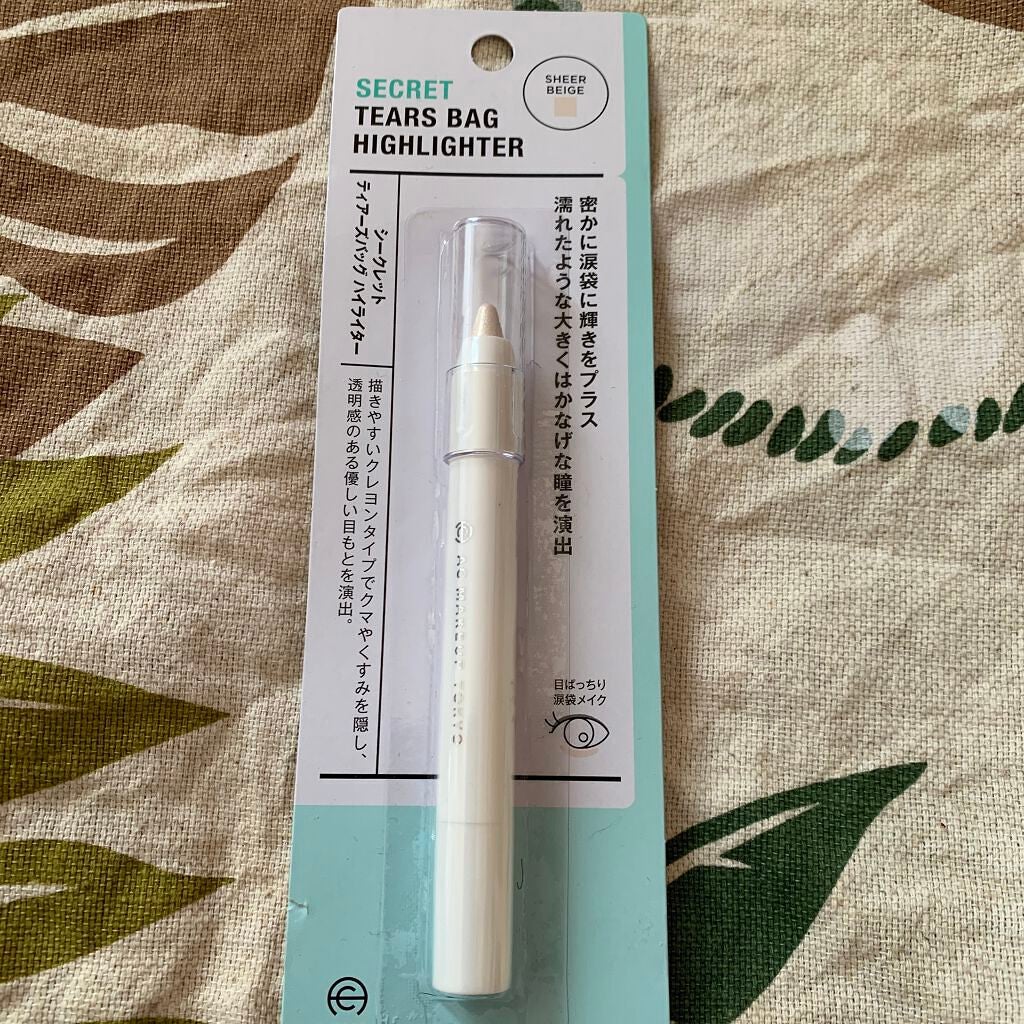 SECRET
TEARS BAG
HIGHLIGHTER
SHEER
BEIGE
密かに涙袋に輝きをプラス
濡れたような大きくはかなげな瞳を演出
シークレット
ティアーズバッグ ハイライター
描きやすいクレヨンタイプでクマやくすみを隠し、
透明感のある優しい目もとを演出。
AC MAKEUP TOKYO
目ぱっちり
涙袋メイク